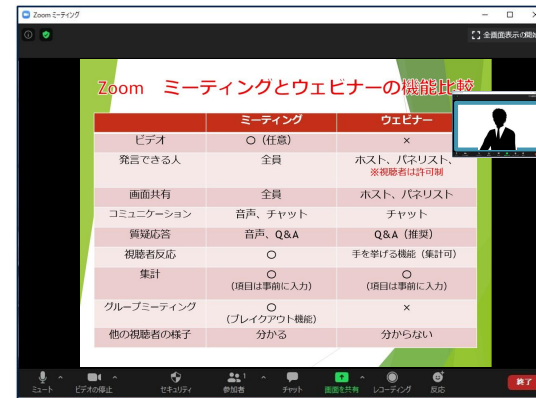 Zoom ミーティング
全画面表示の開始
Zoom　ミーティングとウェビナーの機能比較
ミーティング　ウェビナー
ビデオ　〇（任意）　×
発言できる人　全員　ホスト、パネリスト、
※視聴者は許可制
画面共有　全員　ホスト、パネリスト
コミュニケーション　音声、チャット　チャット
質疑応答　音声、Q&A　Q&A（推奨）
視聴者反応　〇　手を挙げる機能（集計可）
集計　〇　〇
（項目は事前に入力）　（項目は事前に入力）
グループミーティング　〇　×
（ブレイクアウト機能）
他の視聴者の様子　分かる　分からない
1
ミュート　ビデオの停止　セキュリティ　参加者　チャット　画面を共有　レコーディング　反応　終了